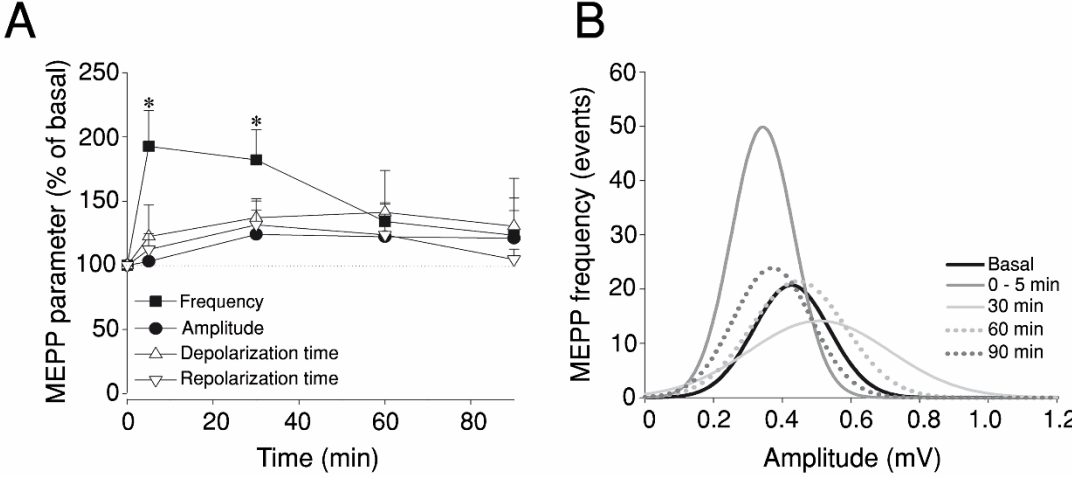 A
MEPP parameter (% of basal)
250
200
150
100
50
0
*
*
Frequency
Amplitude
Depolarization time
Repolarization time
0
20
40
60
80
Time (min)
B
MEPP frequency (events)
60
50
40
30
20
10
0
Basal
0 - 5 min
30 min
60 min
90 min
0
0.2
0.4
0.6
0.8
1.0
1.2
Amplitude (mV)